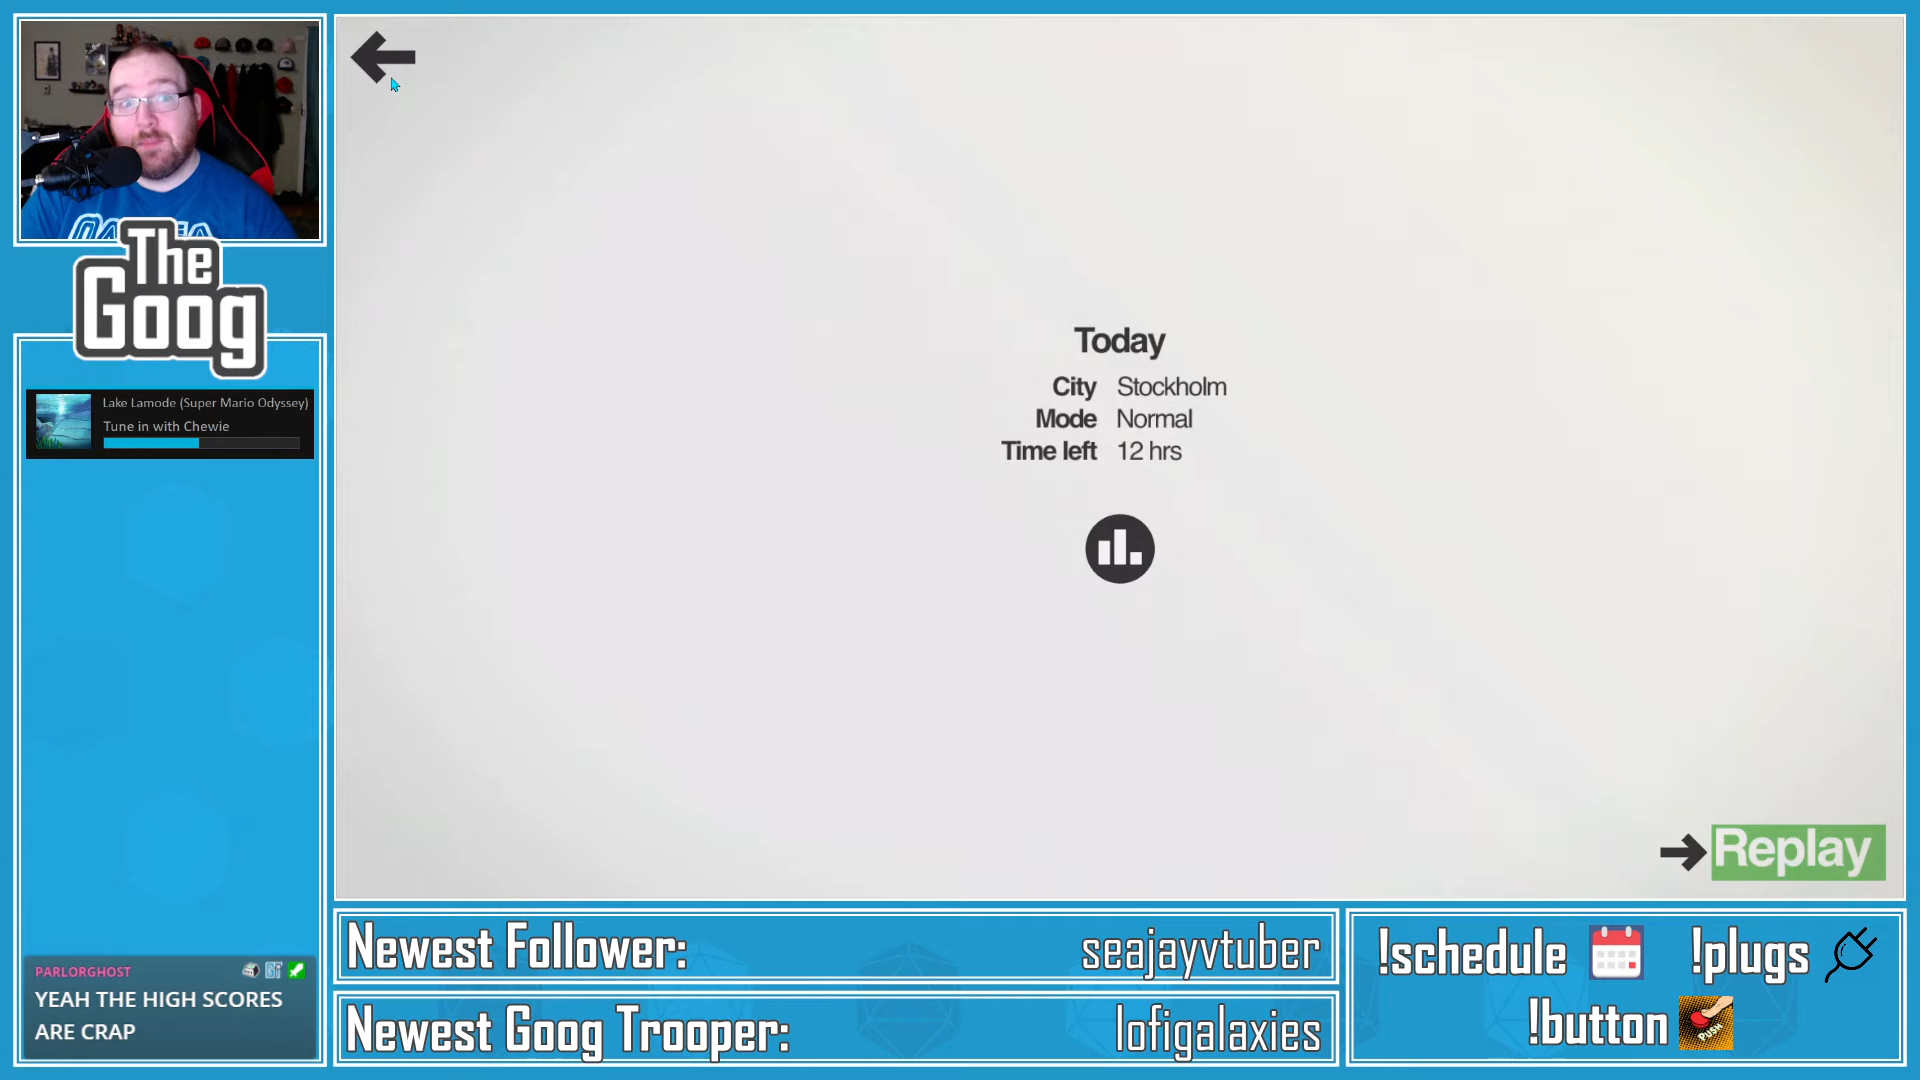 The
Goog
Lake Lamode (Super Mario Odyssey)
Tune in with Chewie
PARLORGHOST
YEAH THE HIGH SCORES
ARE CRAP
Today
City Stockholm
Mode Normal
Time left 12 hrs
Replay
Newest Follower: seajayvtuber
Newest Goog Trooper: lofigalaxies
!schedule !plugs
!button PUSH